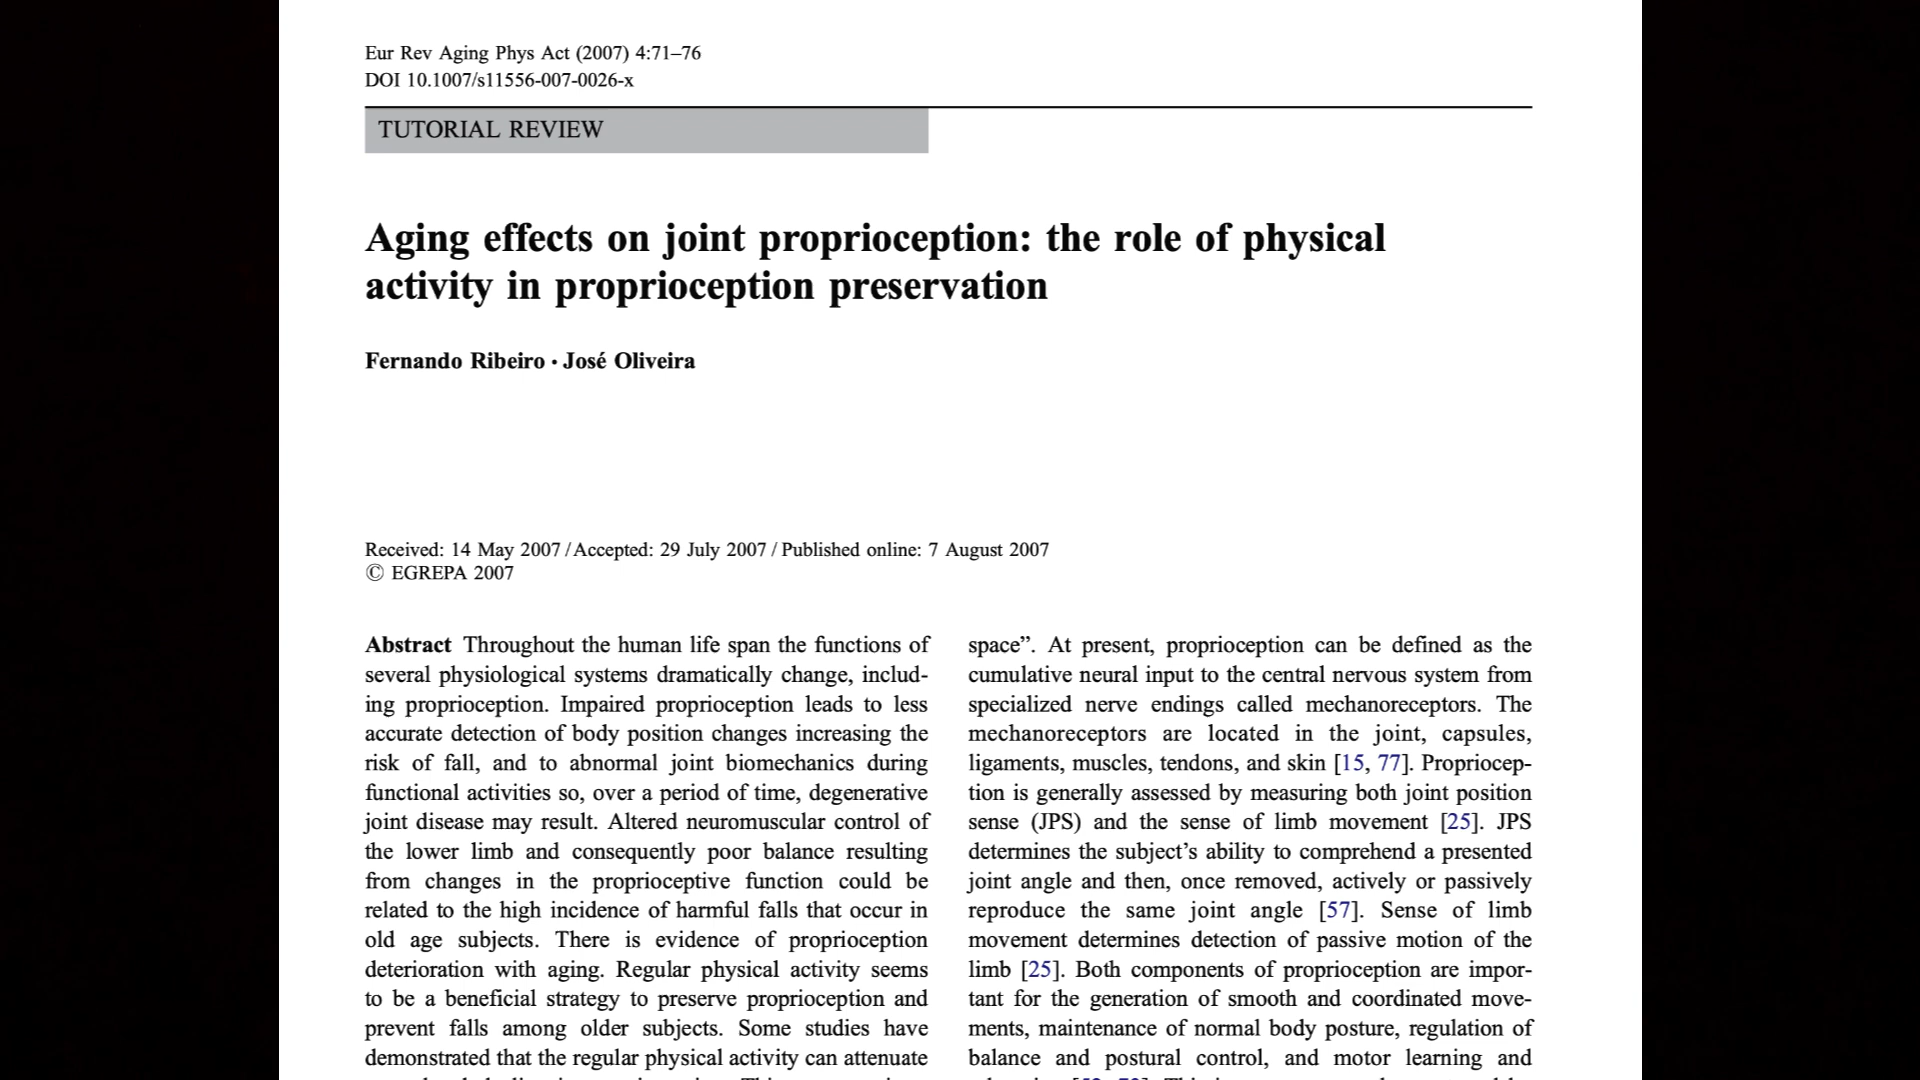 Eur Rev Aging Phys Act (2007) 4:71–76
DOI 10.1007/s11556-007-0026-x
TUTORIAL REVIEW
Aging effects on joint proprioception: the role of physical
activity in proprioception preservation
Fernando Ribeiro · José Oliveira
Received: 14 May 2007 / Accepted: 29 July 2007 / Published online: 7 August 2007
© EGREPA 2007
Abstract Throughout the human life span the functions of
several physiological systems dramatically change, includ-
ing proprioception. Impaired proprioception leads to less
accurate detection of body position changes increasing the
risk of fall, and to abnormal joint biomechanics during
functional activities so, over a period of time, degenerative
joint disease may result. Altered neuromuscular control of
the lower limb and consequently poor balance resulting
from changes in the proprioceptive function could be
related to the high incidence of harmful falls that occur in
old age subjects. There is evidence of proprioception
deterioration with aging. Regular physical activity seems
to be a beneficial strategy to preserve proprioception and
prevent falls among older subjects. Some studies have
demonstrated that the regular physical activity can attenuate
space”. At present, proprioception can be defined as the
cumulative neural input to the central nervous system from
specialized nerve endings called mechanoreceptors. The
mechanoreceptors are located in the joint, capsules,
ligaments, muscles, tendons, and skin [15, 77]. Propriocep-
tion is generally assessed by measuring both joint position
sense (JPS) and the sense of limb movement [25]. JPS
determines the subject’s ability to comprehend a presented
joint angle and then, once removed, actively or passively
reproduce the same joint angle [57]. Sense of limb
movement determines detection of passive motion of the
limb [25]. Both components of proprioception are impor-
tant for the generation of smooth and coordinated move-
ments, maintenance of normal body posture, regulation of
balance and postural control, and motor learning and